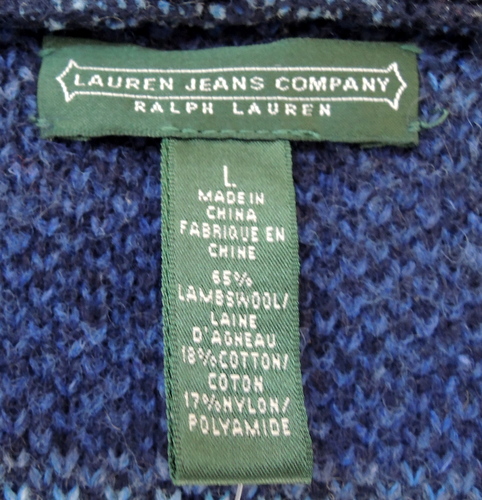 LAUREN JEANS COMPANY
RALPH LAUREN
L
MADE IN
CHINA
FABRIQUE EN
CHINE
65%
LAMBSWOOL/
LAINE
D'AGNEAU
18%COTTON/
COTON
17%NYLON/
POLYAMIDE